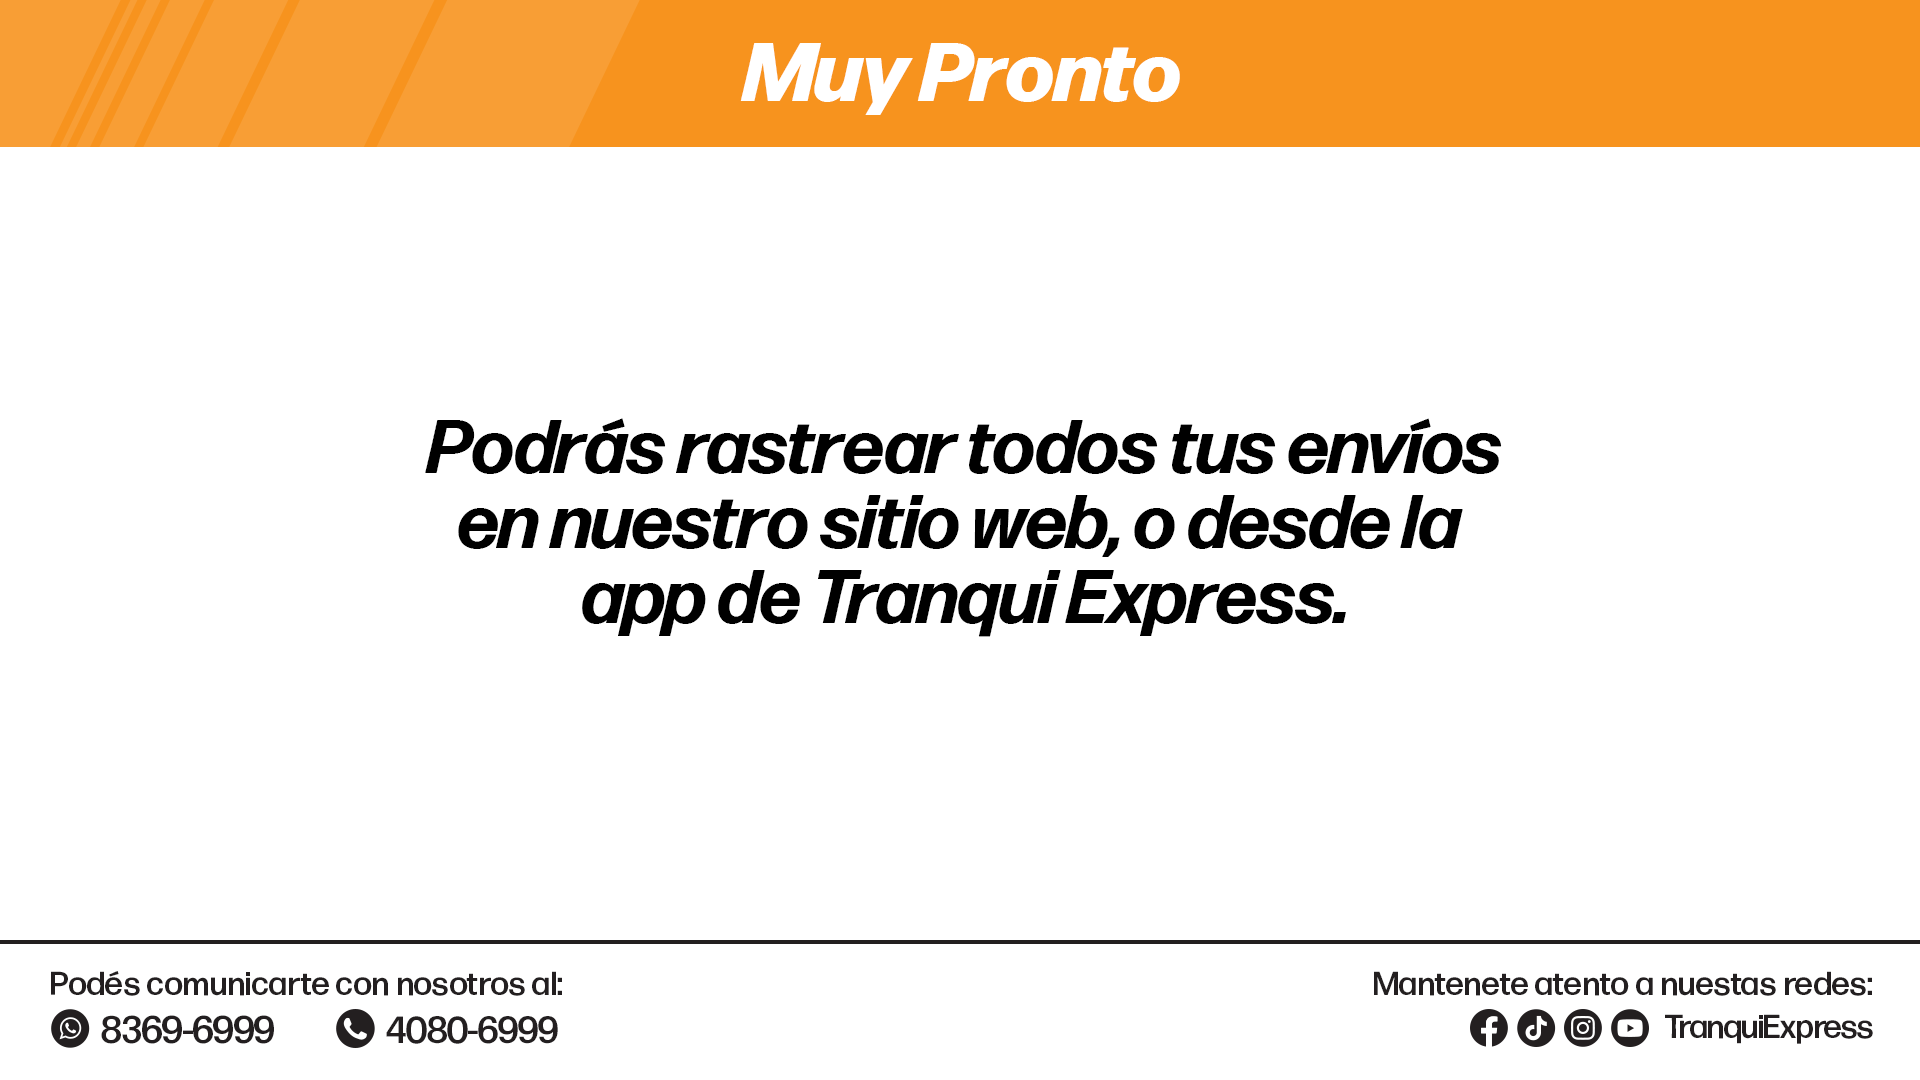 Muy Pronto
Podrás rastrear todos tus envíos
en nuestro sitio web, o desde la
app de Tranqui Express.
Podés comunicarte con nosotros al:
8369-6999 4080-6999
Mantenete atento a nuestas redes:
TranquiExpress